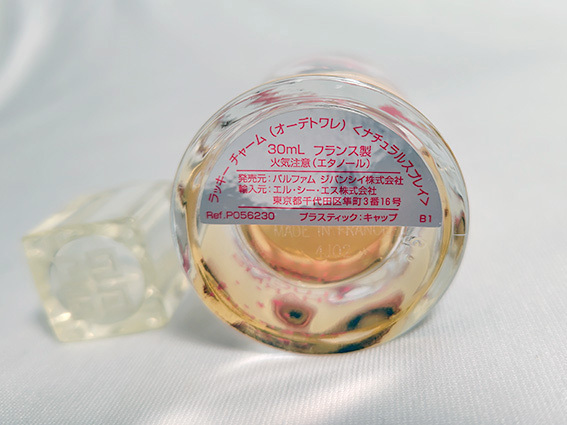 ラッキー チャーム (オーデトワレ) <ナチュラルスプレイ>
30mL フランス製
火気注意(エタノール)
発売元:パルファム ジバンシイ株式会社
輸入元:エル・シー・エス株式会社
東京都千代田区隼町3番16号
Ref.P056230 プラスティック:キャップ B1
MADE IN FRANCE